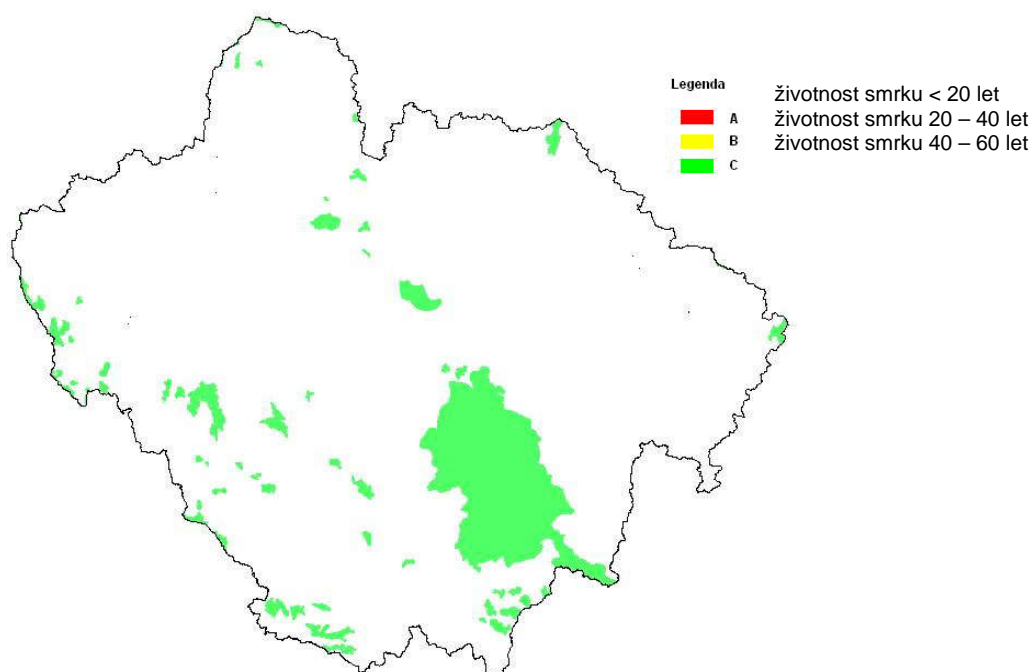 Legenda
A životnost smrku < 20 let
B životnost smrku 20 – 40 let
C životnost smrku 40 – 60 let